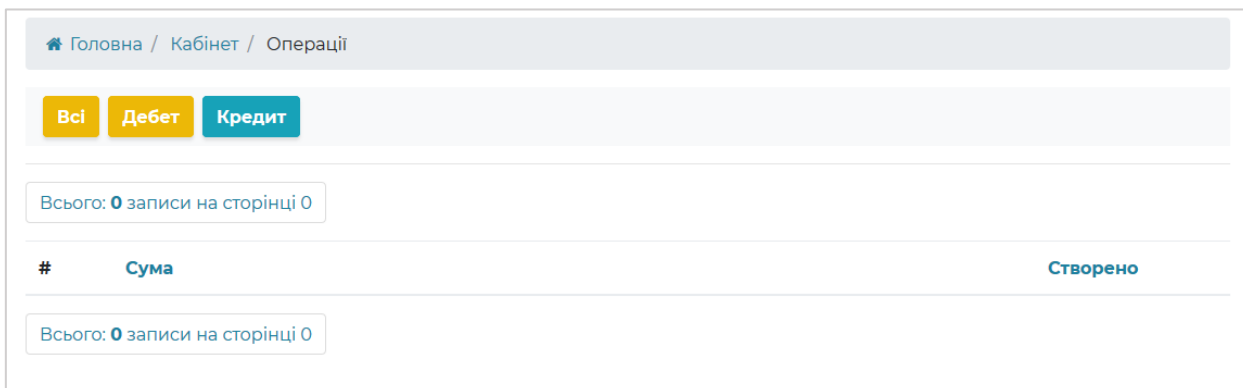 Головна / Кабінет / Операції
Всі Дебет Кредит
Всього: 0 записи на сторінці 0
# Сума Створено
Всього: 0 записи на сторінці 0